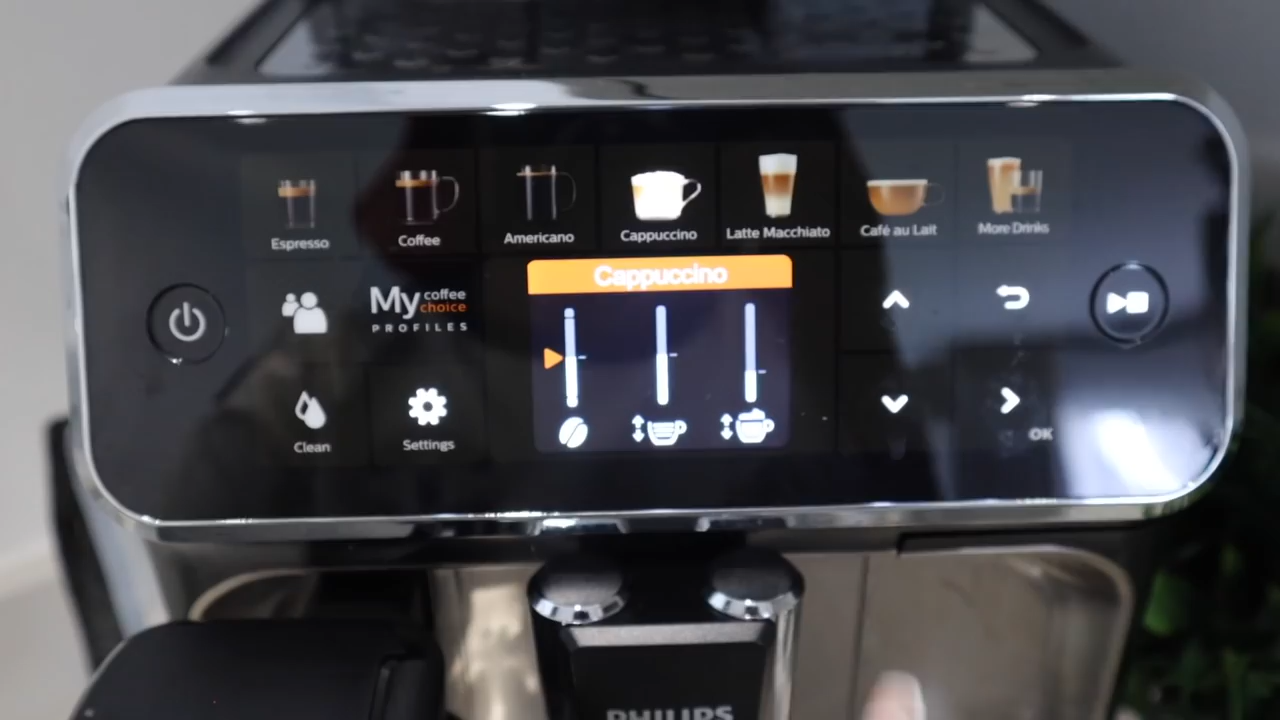 Espresso
Coffee
Americano
Cappuccino
Latte Macchiato
Café au Lait
More Drinks
Cappuccino
My coffee choice
PROFILES
Clean
Settings
OK
PHILIPS